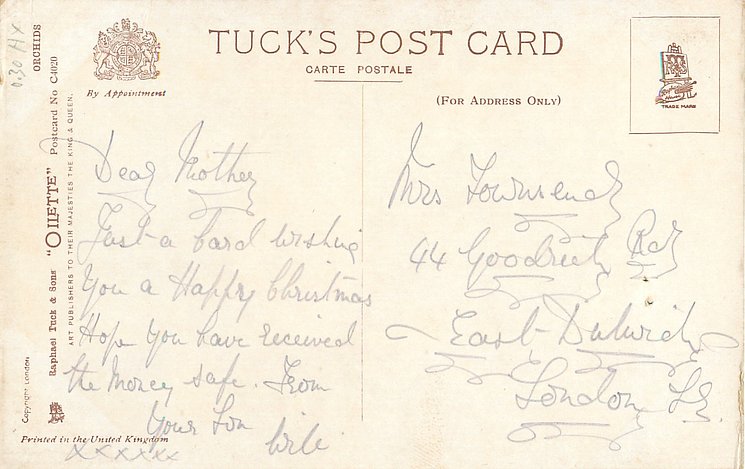 TUCK'S POST CARD
CARTE POSTALE
By Appointment
(FOR ADDRESS ONLY)
TRADE MARK
0.30
ORCHIDS
Raphael Tuck & Sons "OILETTE" Postcard No C4020
ART PUBLISHERS TO THEIR MAJESTIES THE KING & QUEEN.
Copyright London
Printed in the United Kingdom
Dear Mother
Just a Card wishing
You a Happy Christmas
Hope You have received
the Money safe. From
Your Son
x x x x x x
Mrs Townsend
44 Goodrich Rd
East Dulwich
London